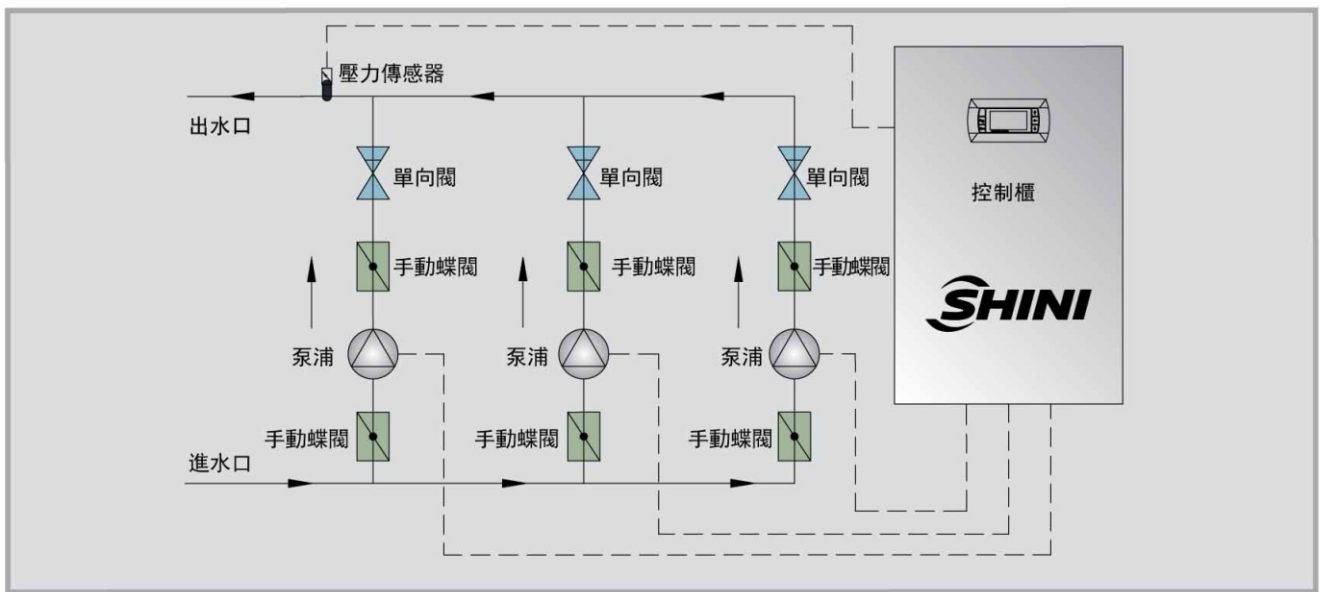 壓力傳感器
出水口
單向閥
單向閥
單向閥
控制櫃
手動蝶閥
手動蝶閥
手動蝶閥
SHINI
泵浦
泵浦
泵浦
手動蝶閥
手動蝶閥
手動蝶閥
進水口